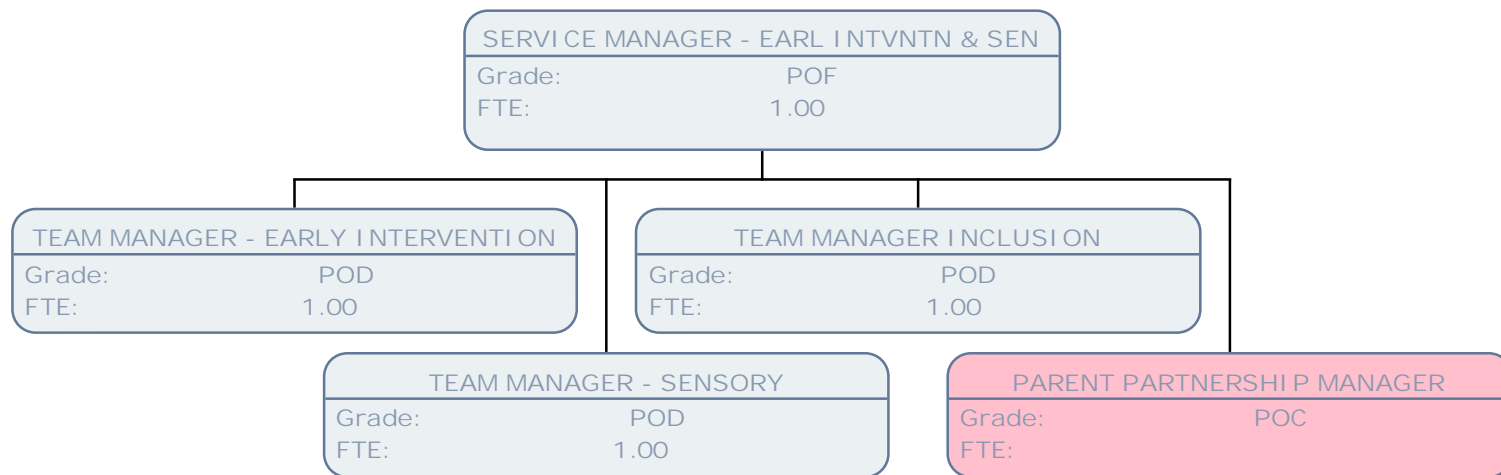 SERVICE MANAGER - EARL INTVNTN & SEN
Grade: POF
FTE: 1.00
TEAM MANAGER - EARLY INTERVENTION
Grade: POD
FTE: 1.00
TEAM MANAGER INCLUSION
Grade: POD
FTE: 1.00
TEAM MANAGER - SENSORY
Grade: POD
FTE: 1.00
PARENT PARTNERSHIP MANAGER
Grade: POC
FTE: